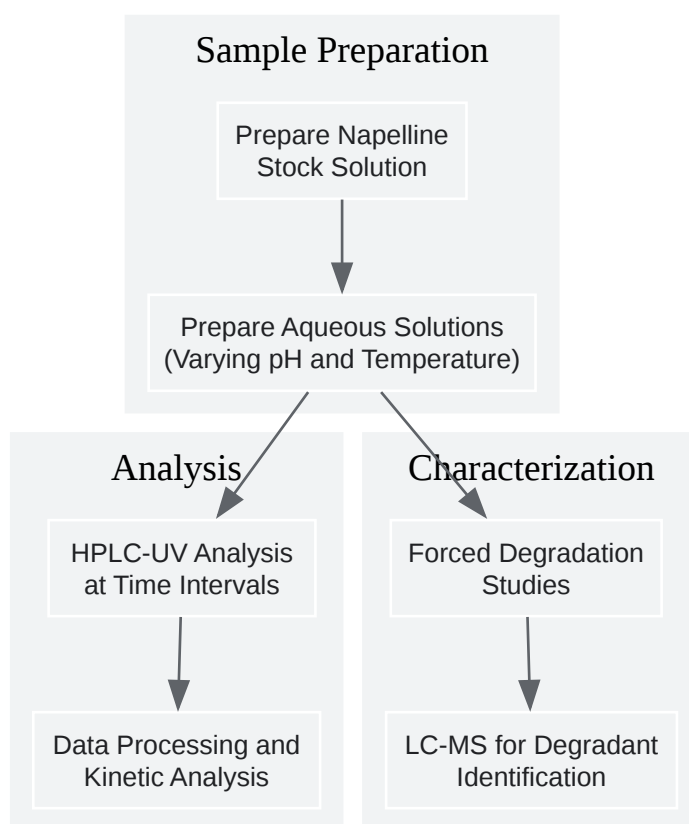 Sample Preparation
Prepare Napelline
Stock Solution
Prepare Aqueous Solutions
(Varying pH and Temperature)
Analysis
HPLC-UV Analysis
at Time Intervals
Data Processing and
Kinetic Analysis
Characterization
Forced Degradation
Studies
LC-MS for Degradant
Identification